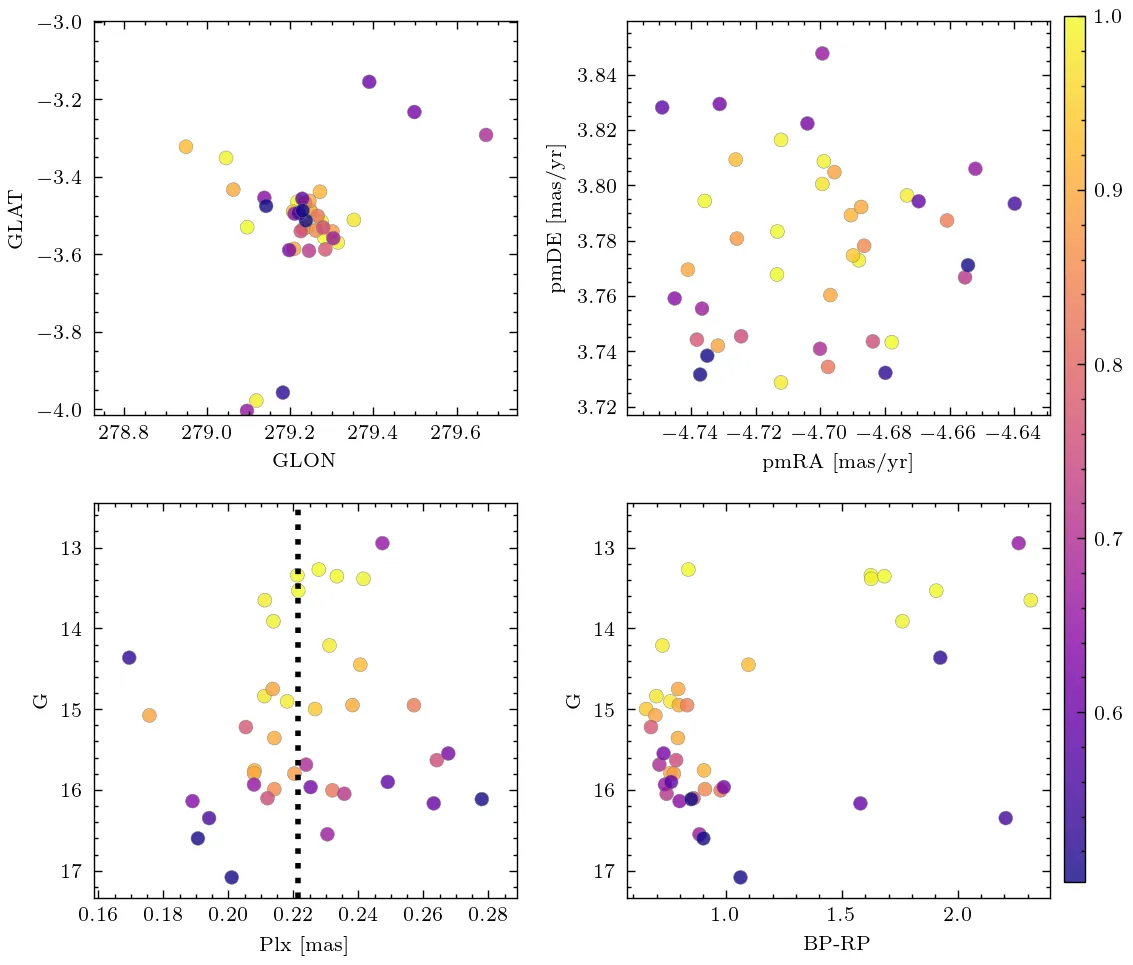 −3.0
−3.2
−3.4
−3.6
−3.8
−4.0
GLAT
278.8 279.0 279.2 279.4 279.6
GLON
3.84
3.82
3.80
3.78
3.76
3.74
3.72
pmDE [mas/yr]
−4.74 −4.72 −4.70 −4.68 −4.66 −4.64
pmRA [mas/yr]
1.0
0.9
0.8
0.7
0.6
13
14
15
16
17
G
0.16 0.18 0.20 0.22 0.24 0.26 0.28
Plx [mas]
13
14
15
16
17
G
1.0 1.5 2.0
BP-RP